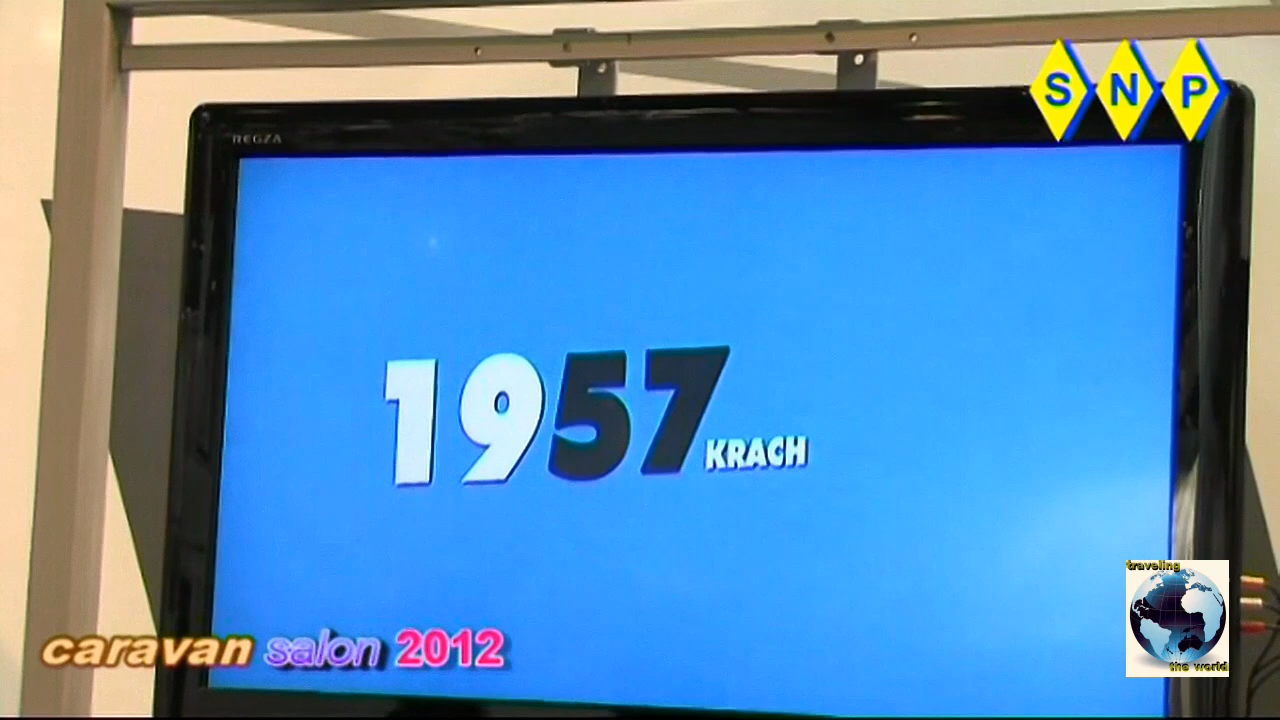 S N P
REGZA
1957 KRACH
traveling
the world
caravan salon 2012